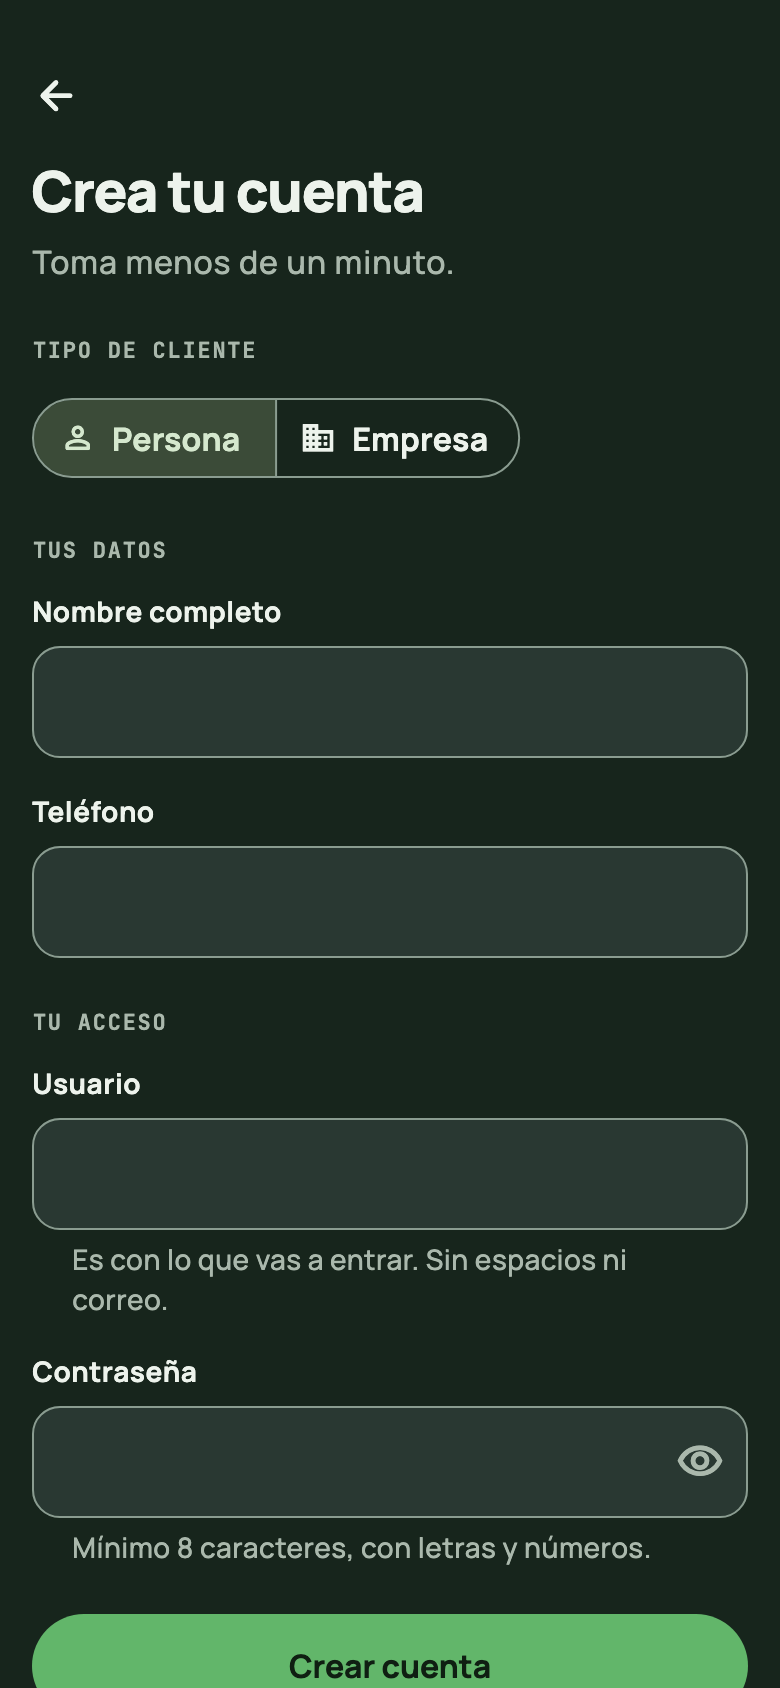 Crea tu cuenta
Toma menos de un minuto.
TIPO DE CLIENTE
Persona
Empresa
TUS DATOS
Nombre completo
Teléfono
TU ACCESO
Usuario
Es con lo que vas a entrar. Sin espacios ni
correo.
Contraseña
Mínimo 8 caracteres, con letras y números.
Crear cuenta